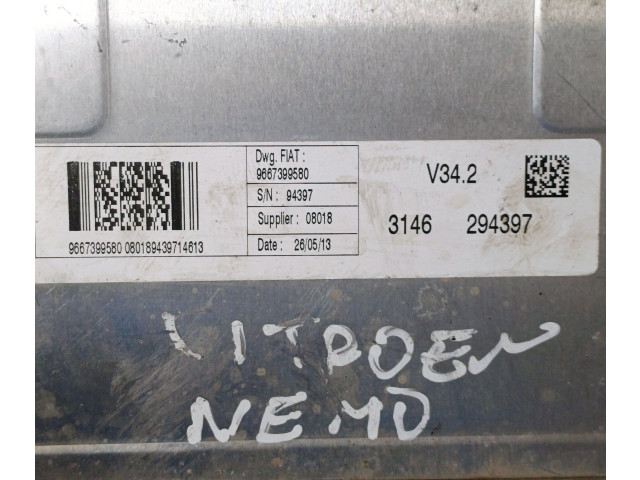 Dwg. FIAT :
9667399580
S/N : 94397
Supplier : 08018
Date : 26/05/13
9667399580 080189439714613
V34.2
3146 294397
CITROEN
NEMO